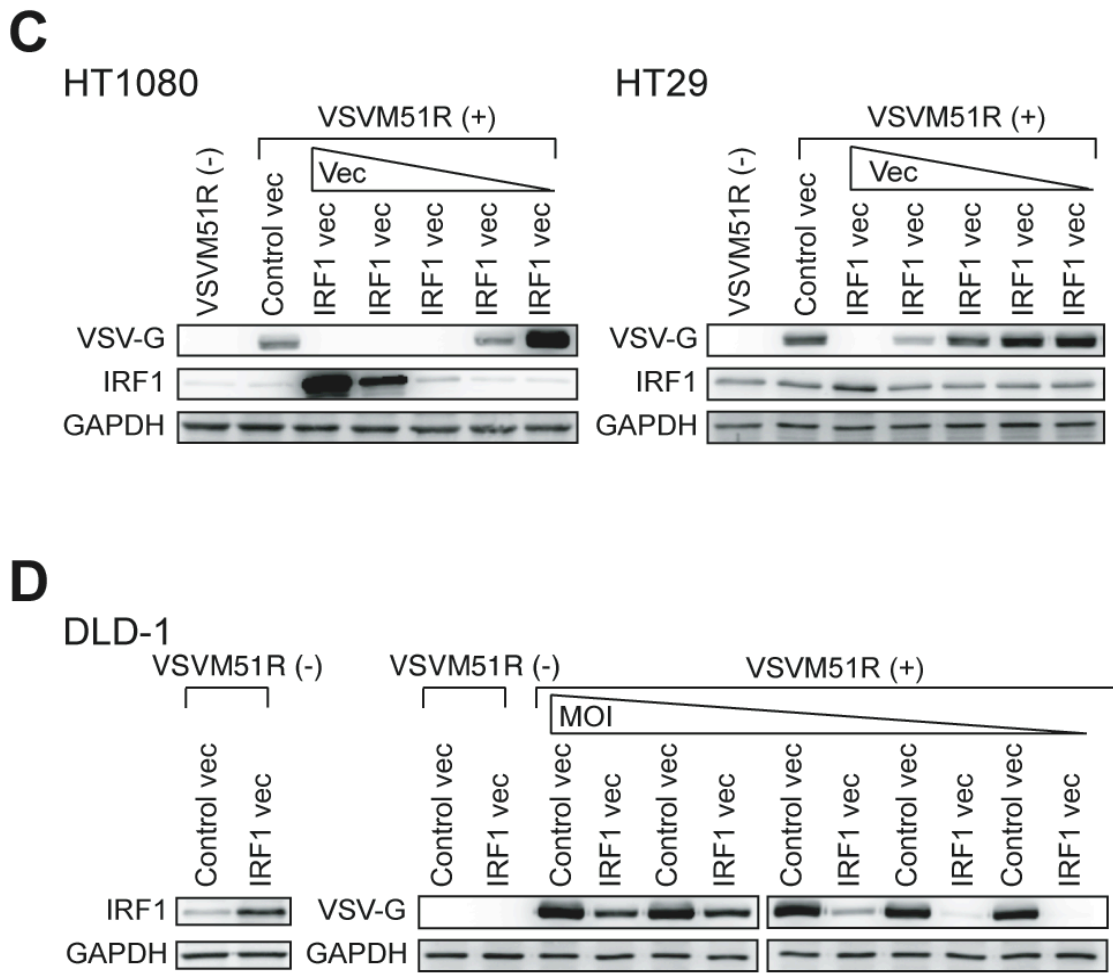 C
HT1080
VSVM51R (+)
VSVM51R (-)
Control vec
Vec
IRF1 vec
IRF1 vec
IRF1 vec
IRF1 vec
IRF1 vec
VSV-G
IRF1
GAPDH
HT29
VSVM51R (+)
VSVM51R (-)
Control vec
Vec
IRF1 vec
IRF1 vec
IRF1 vec
IRF1 vec
IRF1 vec
VSV-G
IRF1
GAPDH
D
DLD-1
VSVM51R (-)
Control vec
IRF1 vec
IRF1
GAPDH
VSVM51R (-)
VSVM51R (+)
MOI
Control vec
IRF1 vec
Control vec
IRF1 vec
Control vec
IRF1 vec
Control vec
IRF1 vec
Control vec
IRF1 vec
Control vec
IRF1 vec
VSV-G
GAPDH